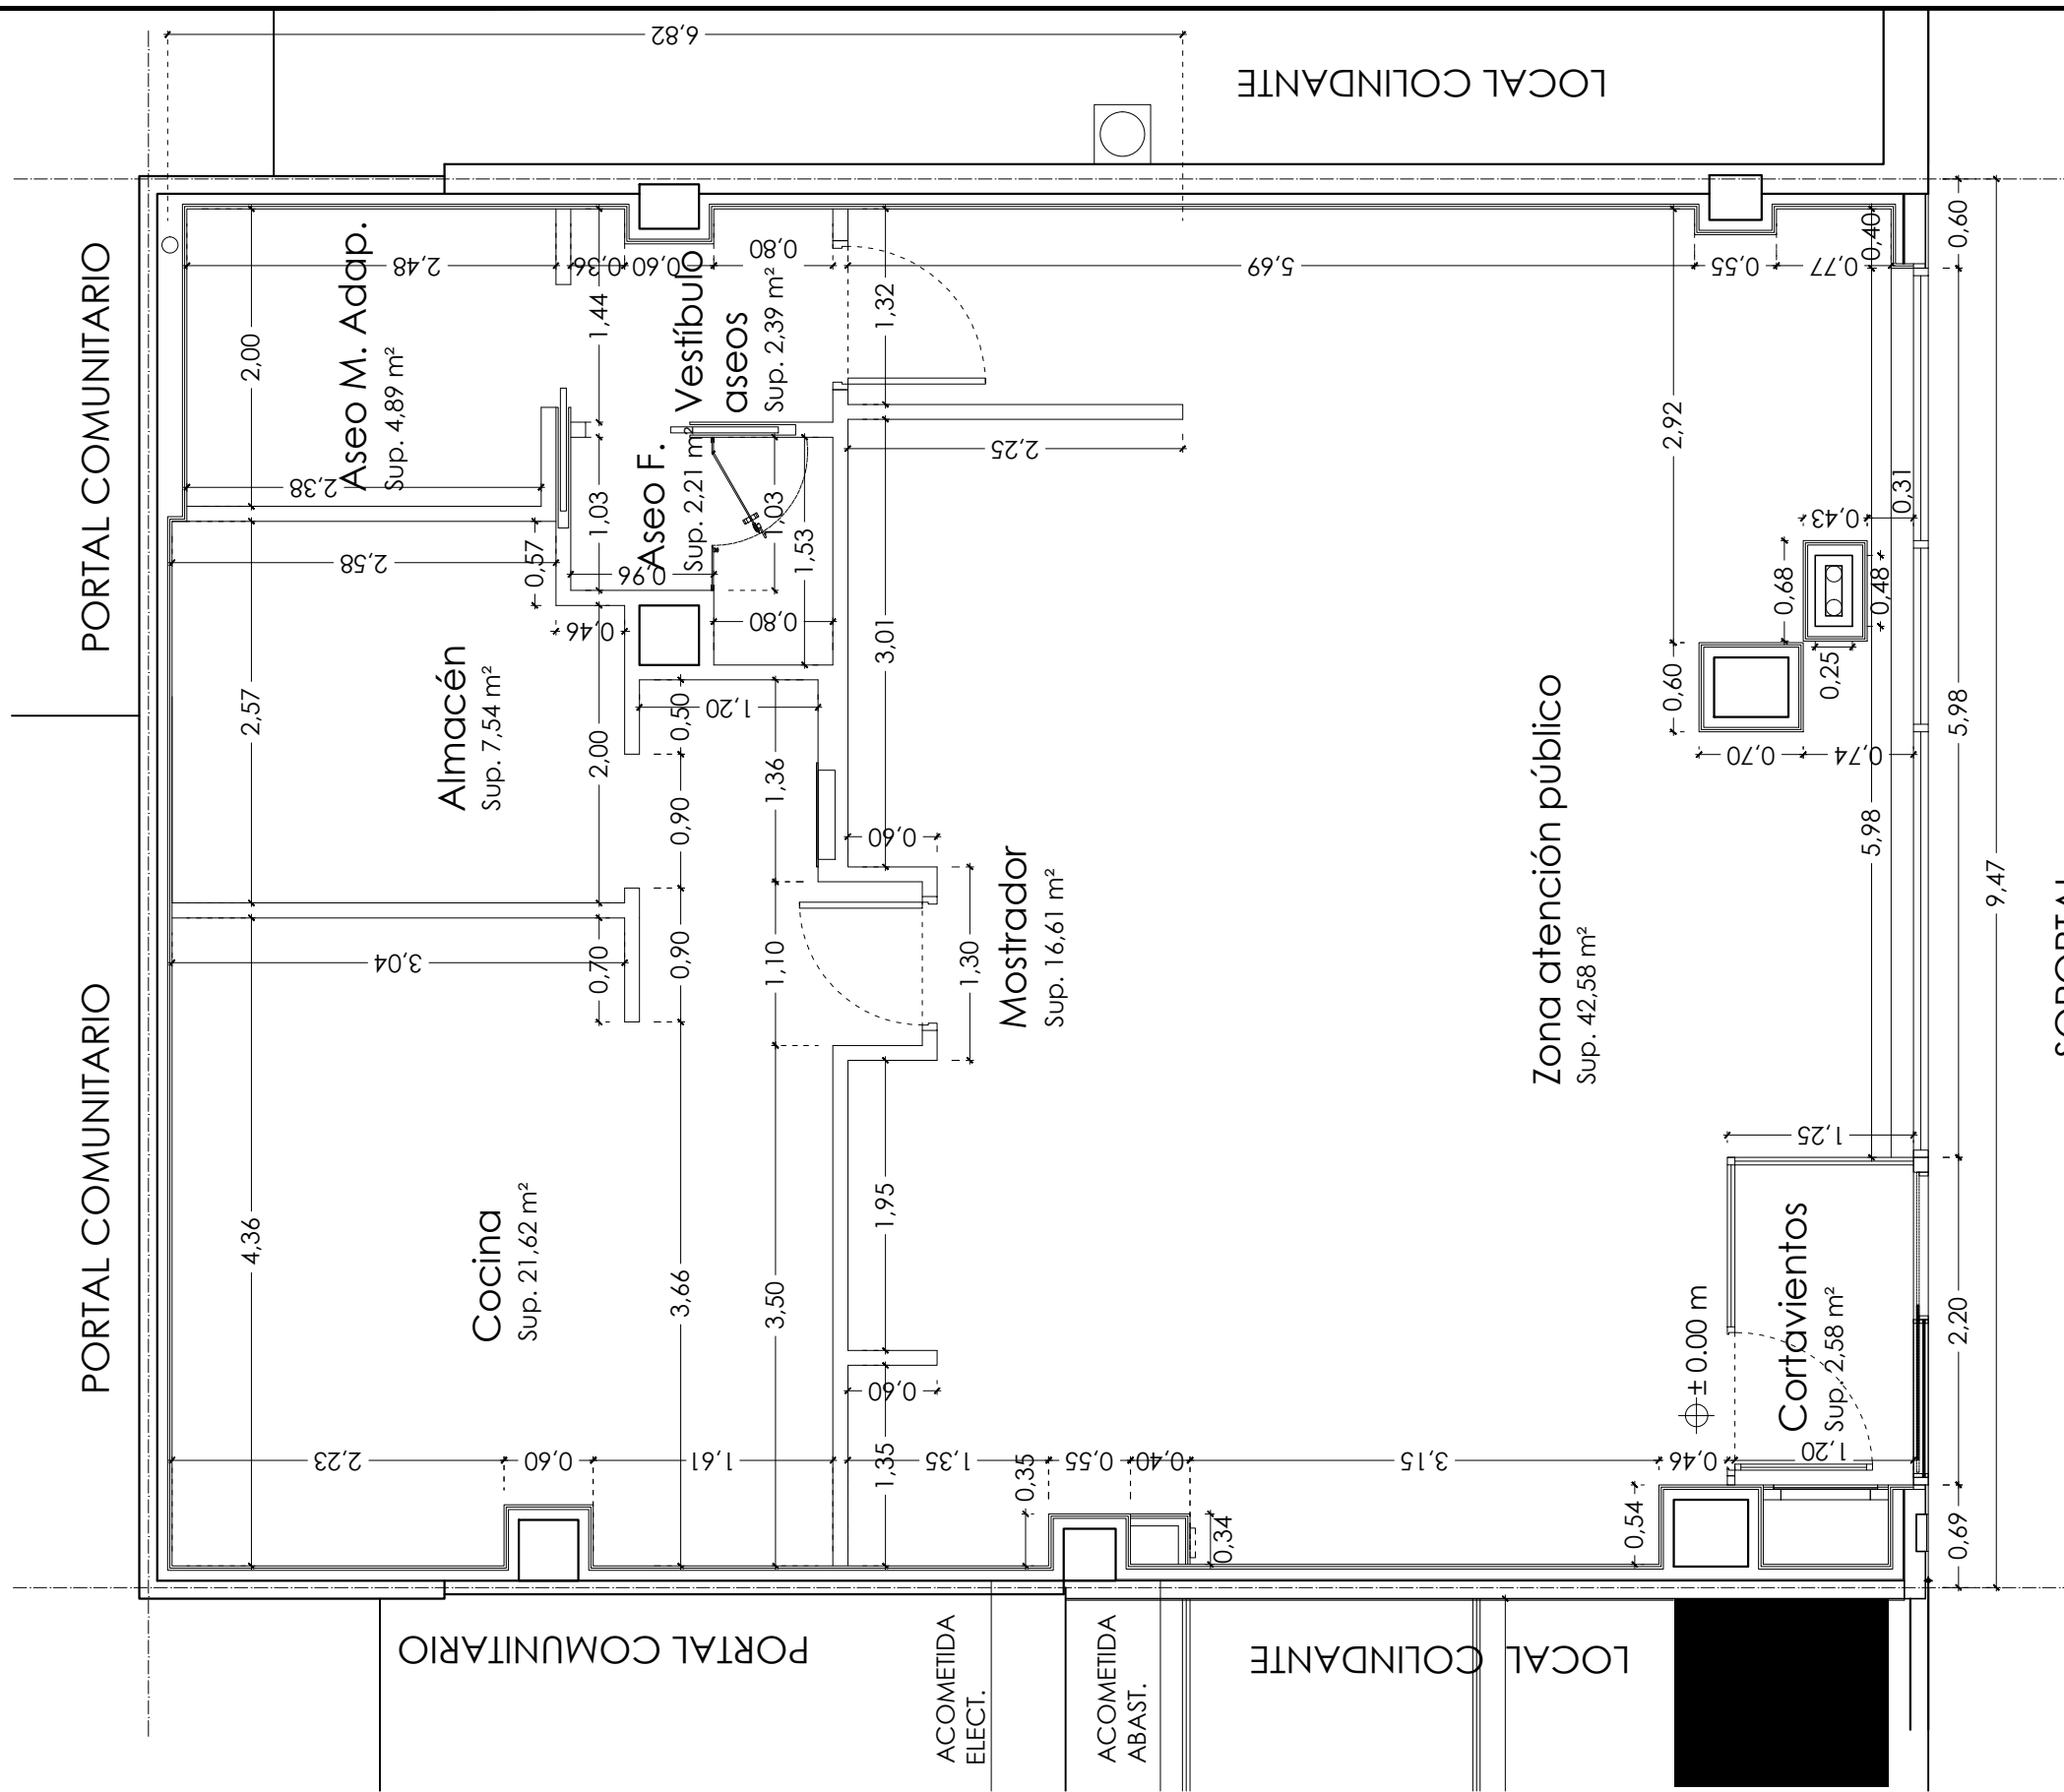 6,82
LOCAL COLINDANTE
PORTAL COMUNITARIO
PORTAL COMUNITARIO
Aseo M. Adap.
Sup. 4,89 m²
2,48
2,00
2,38
0,36
0,60
0,80
1,44
Vestíbulo
aseos
Sup. 2,39 m²
1,32
5,69
0,55
0,77
0,40
0,60
2,92
2,25
2,58
0,57
1,03
0,96
Aseo F.
Sup. 2,21 m²
1,03
1,53
0,80
0,46
Almacén
Sup. 7,54 m²
2,57
2,00
0,50
1,20
0,90
1,36
3,01
0,60
0,31
0,43
0,68
0,48
0,25
0,60
0,70
0,74
5,98
5,98
9,47
Mostrador
Sup. 16,61 m²
Zona atención público
Sup. 42,58 m²
3,04
0,70
0,90
1,10
1,30
Cocina
Sup. 21,62 m²
4,36
3,66
3,50
1,95
0,60
1,25
Cortavientos
Sup. 2,58 m²
± 0.00 m
2,20
1,20
2,23
0,60
1,61
1,35
1,35
0,35
0,55
0,40
3,15
0,46
0,34
0,54
0,69
PORTAL COMUNITARIO
ACOMETIDA
ELECT.
ACOMETIDA
ABAST.
LOCAL COLINDANTE